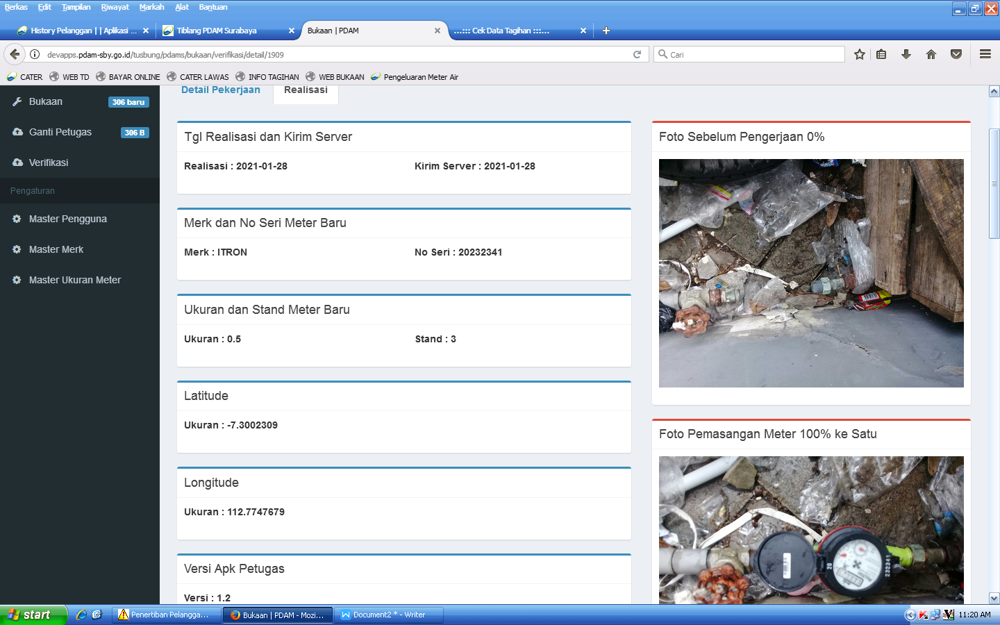 Berkas Edit Tampilan Riwayat Markah Alat Bantuan
History Pelanggan | | Aplikasi ...
Tiblang PDAM Surabaya
Bukaan | PDAM
...::: Cek Data Tagihan :::...
devapps.pdam-sby.go.id/tusbung/pdams/bukaan/verifikasi/detail/1909
Cari
CATER WEB TD BAYAR ONLINE CATER LAWAS INFO TAGIHAN WEB BUKAAN Pengeluaran Meter Air
Bukaan 306 baru
Ganti Petugas 306 B
Verifikasi
Pengaturan
Master Pengguna
Master Merk
Master Ukuran Meter
Detail Pekerjaan Realisasi
Tgl Realisasi dan Kirim Server
Realisasi : 2021-01-28 Kirim Server : 2021-01-28
Merk dan No Seri Meter Baru
Merk : ITRON No Seri : 20232341
Ukuran dan Stand Meter Baru
Ukuran : 0.5 Stand : 3
Latitude
Ukuran : -7.3002309
Longitude
Ukuran : 112.7747679
Versi Apk Petugas
Versi : 1.2
Foto Sebelum Pengerjaan 0%
Foto Pemasangan Meter 100% ke Satu
20
232341
start
Penertiban Pelangga...
Bukaan | PDAM - Mozi...
Document2 * - Writer
11:20 AM